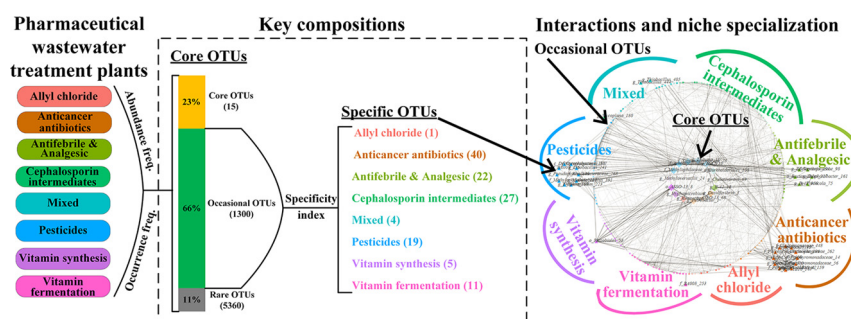 Pharmaceutical
wastewater
treatment plants
Allyl chloride
Anticancer
antibiotics
Antifebrile &
Analgesic
Cephalosporin
intermediates
Mixed
Pesticides
Vitamin synthesis
Vitamin
fermentation
Abundance freq.
Occurrence freq.
Key compositions
Core OTUs
23%
66%
11%
Core OTUs
(15)
Occasional OTUs
(1300)
Rare OTUs
(5360)
Specificity
index
Specific OTUs
Allyl chloride (1)
Anticancer antibiotics (40)
Antifebrile & Analgesic (22)
Cephalosporin intermediates (27)
Mixed (4)
Pesticides (19)
Vitamin synthesis (5)
Vitamin fermentation (11)
Interactions and niche specialization
Occasional OTUs
Mixed
Cephalosporin
intermediates
Core OTUs
Pesticides
Antifebrile
& Analgesic
Vitamin
synthesis
Anticancer
antibiotics
Vitamin
fermentation
Allyl
chloride